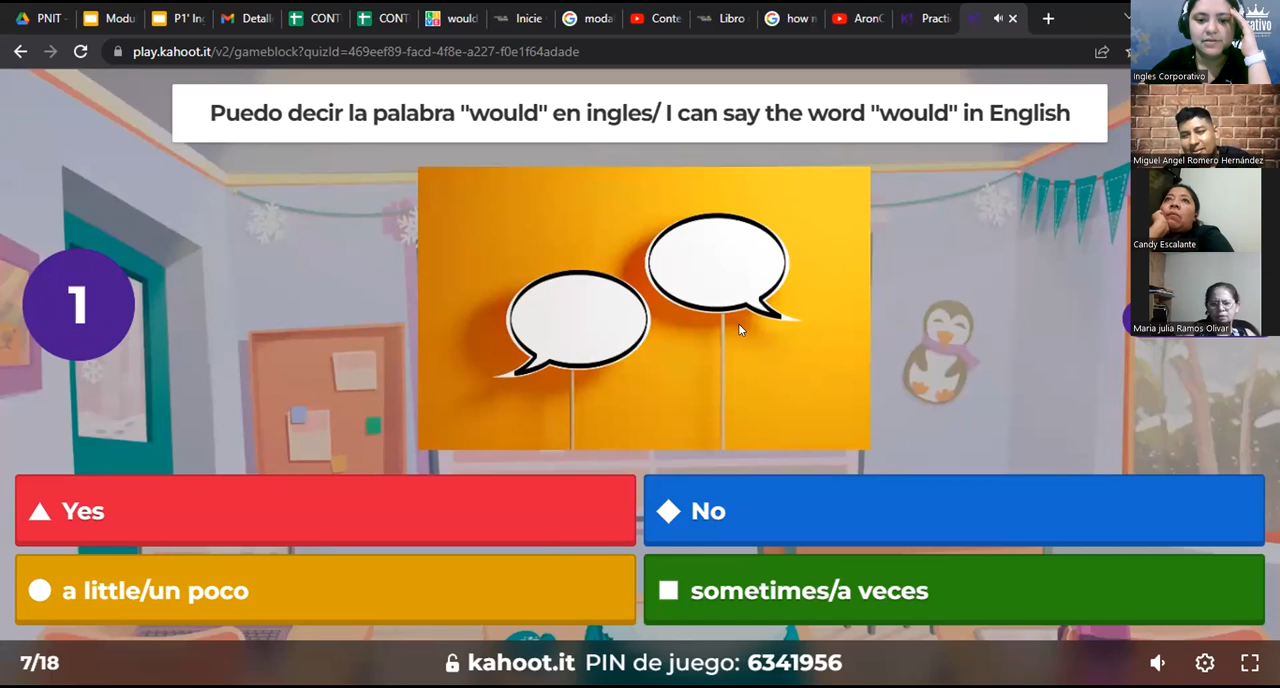 PNIT -
Modu
P1' In
Detall
CONT
CONT
would
Inicie
moda
Conte
Libro
how n
AronC
Practi
play.kahoot.it/v2/gameblock?quizId=469eef89-facd-4f8e-a227-f0e1f64adade
Ingles Corporativo
Miguel Angel Romero Hernández
Candy Escalante
Maria julia Ramos Olivar
Puedo decir la palabra "would" en ingles/ I can say the word "would" in English
1
Yes
No
a little/un poco
sometimes/a veces
7/18
kahoot.it PIN de juego: 6341956